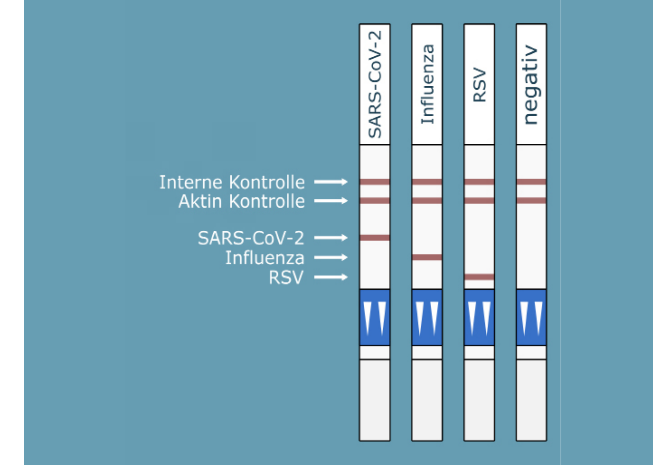 SARS-CoV-2
Influenza
RSV
negativ
Interne Kontrolle
Aktin Kontrolle
SARS-CoV-2
Influenza
RSV